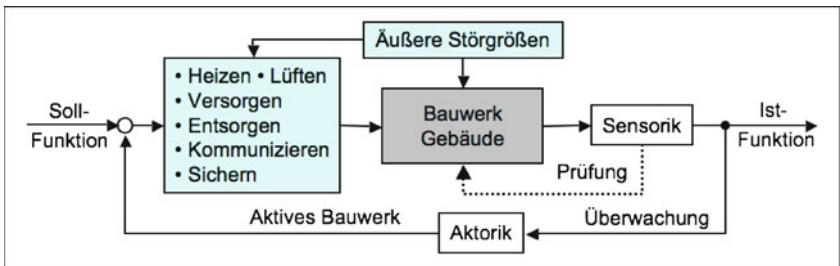 Äußere Störgrößen
• Heizen • Lüften
• Versorgen
• Entsorgen
• Kommunizieren
• Sichern
Soll-
Funktion
Bauwerk
Gebäude
Sensorik
Ist-
Funktion
Prüfung
Aktives Bauwerk
Aktorik
Überwachung